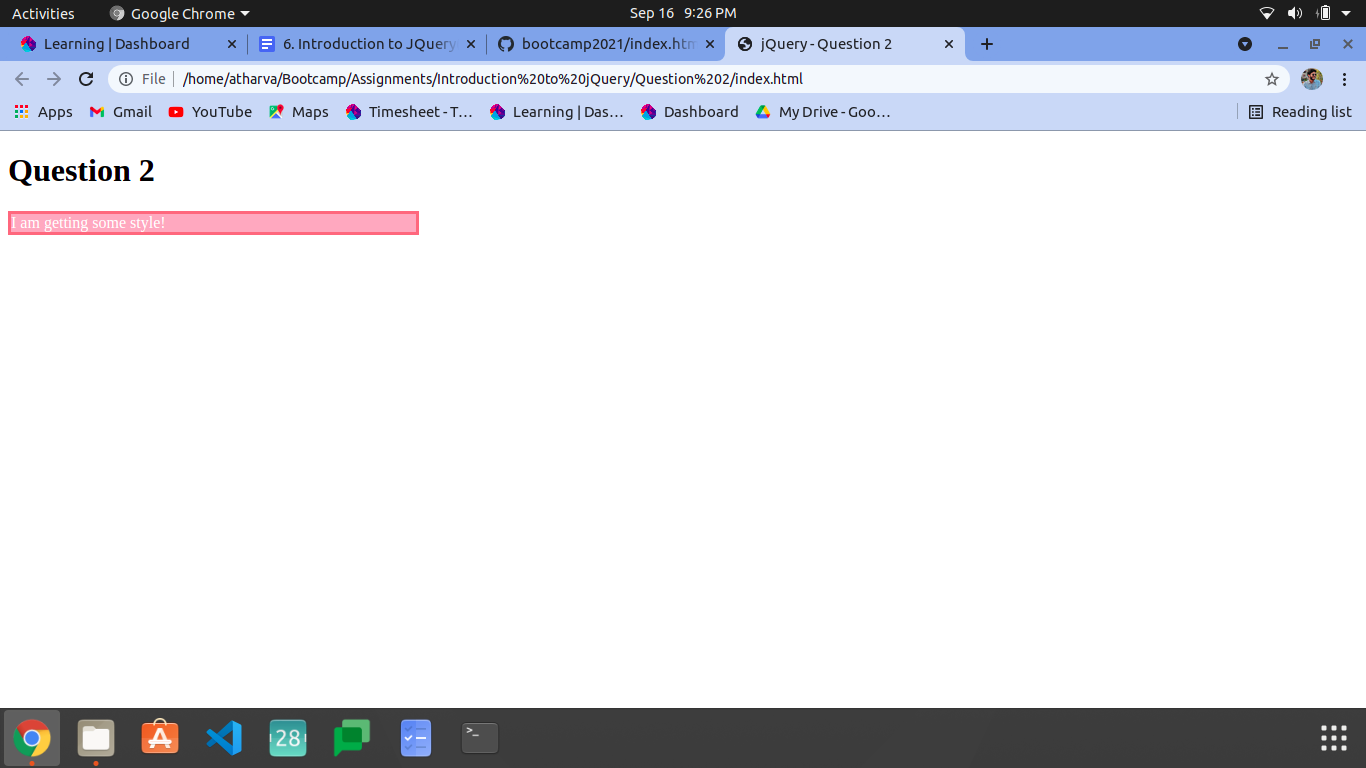 Activities Google Chrome Sep 16 9:26 PM
Learning | Dashboard 6. Introduction to JQuery bootcamp2021/index.htm jQuery - Question 2
File /home/atharva/Bootcamp/Assignments/Introduction%20to%20jQuery/Question%202/index.html
Apps Gmail YouTube Maps Timesheet - T… Learning | Das… Dashboard My Drive - Goo… Reading list
Question 2
I am getting some style!
28
>_